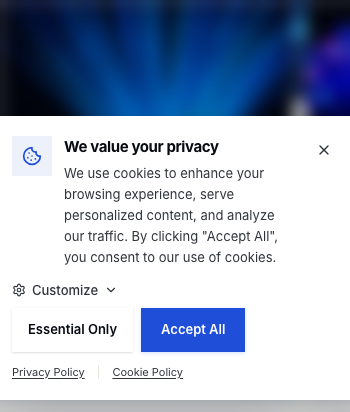 We value your privacy
We use cookies to enhance your
browsing experience, serve
personalized content, and analyze
our traffic. By clicking "Accept All",
you consent to our use of cookies.
Customize
Essential Only
Accept All
Privacy Policy
Cookie Policy